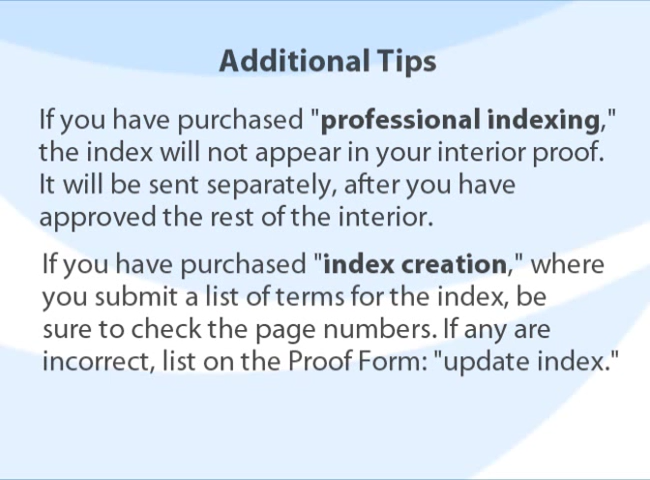 Additional Tips
If you have purchased "professional indexing,"
the index will not appear in your interior proof.
It will be sent separately, after you have
approved the rest of the interior.
If you have purchased "index creation," where
you submit a list of terms for the index, be
sure to check the page numbers. If any are
incorrect, list on the Proof Form: "update index."